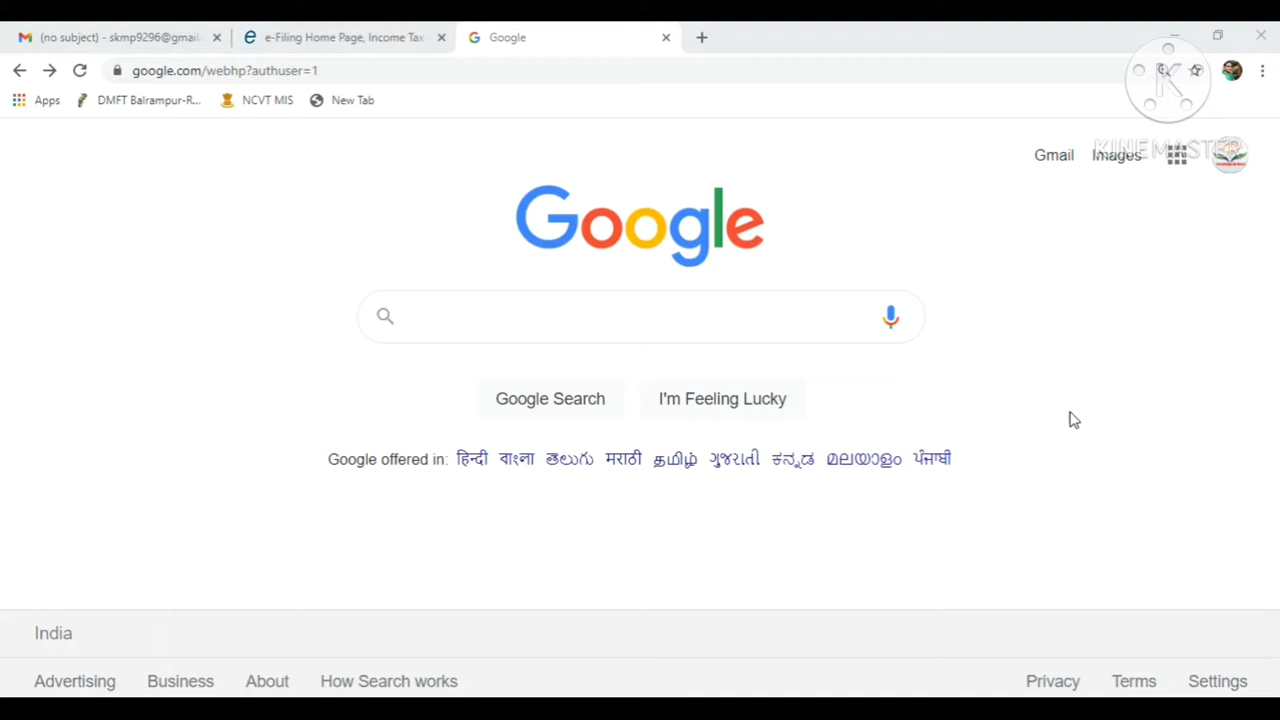 (no subject) - skmp9296@gmail.
e-Filing Home Page, Income Tax
Google
google.com/webhp?authuser=1
Apps
DMFT Balrampur-R...
NCVT MIS
New Tab
K
KINEMASTER
Gmail
Images
Google
Google Search
I'm Feeling Lucky
Google offered in: हिन्दी বাংলা తెలుగు मराठी தமிழ் ગુજરાતી ಕನ್ನಡ മലയാളം ਪੰਜਾਬੀ
India
Advertising Business About How Search works Privacy Terms Settings